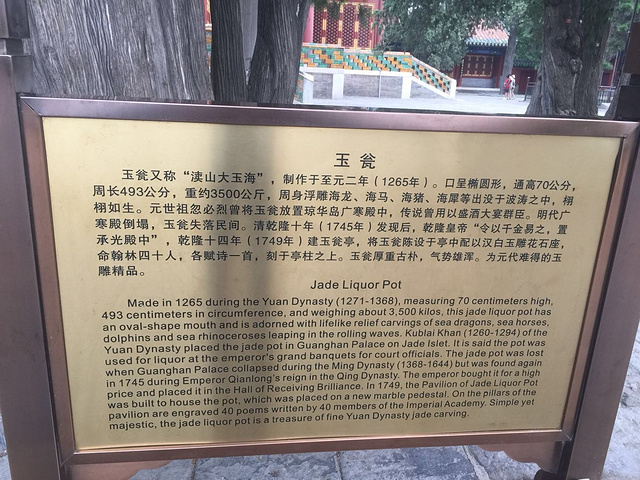 玉瓮
玉瓮又称“渎山大玉海”，制作于至元二年（1265年）。口呈椭圆形，通高70公分，
周长493公分，重约3500公斤，周身浮雕海龙、海马、海猪、海犀等出没于波涛之中，栩
栩如生。元世祖忽必烈曾将玉瓮放置琼华岛广寒殿中，传说曾用以盛酒大宴群臣。明代广
寒殿倒塌，玉瓮失落民间。清乾隆十年（1745年）发现后，乾隆皇帝“令以千金易之，置
承光殿中”，乾隆十四年（1749年）建玉瓮亭，将玉瓮陈设于亭中配以汉白玉雕花石座，
命翰林四十人，各赋诗一首，刻于亭柱之上。玉瓮厚重古朴，气势雄浑。为元代难得的玉
雕精品。
Jade Liquor Pot
Made in 1265 during the Yuan Dynasty (1271-1368), measuring 70 centimeters high,
493 centimeters in circumference, and weighing about 3,500 kilos, this jade liquor pot has
an oval-shape mouth and is adorned with lifelike relief carvings of sea dragons, sea horses,
dolphins and sea rhinoceroses leaping in the rolling waves. Kublai Khan (1260-1294) of the
Yuan Dynasty placed the jade pot in Guanghan Palace on Jade Islet. It is said the pot was
used for liquor at the emperor's grand banquets for court officials. The jade pot was lost
when Guanghan Palace collapsed during the Ming Dynasty (1368-1644) but was found again
in 1745 during Emperor Qianlong's reign in the Qing Dynasty. The emperor bought it for a high
price and placed it in the Hall of Receiving Brilliance. In 1749, the Pavilion of Jade Liquor Pot
was built to house the pot, which was placed on a new marble pedestal. On the pillars of the
pavilion are engraved 40 poems written by 40 members of the Imperial Academy. Simple yet
majestic, the jade liquor pot is a treasure of fine Yuan Dynasty jade carving.